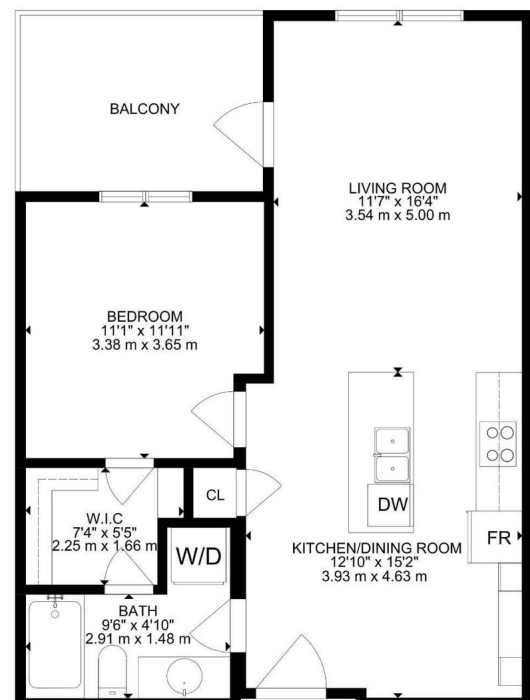 BALCONY
LIVING ROOM
11'7" x 16'4"
3.54 m x 5.00 m
BEDROOM
11'1" x 11'11"
3.38 m x 3.65 m
CL
DW
W.I.C
7'4" x 5'5"
2.25 m x 1.66 m
W/D
KITCHEN/DINING ROOM
12'10" x 15'2"
3.93 m x 4.63 m
FR
BATH
9'6" x 4'10"
2.91 m x 1.48 m